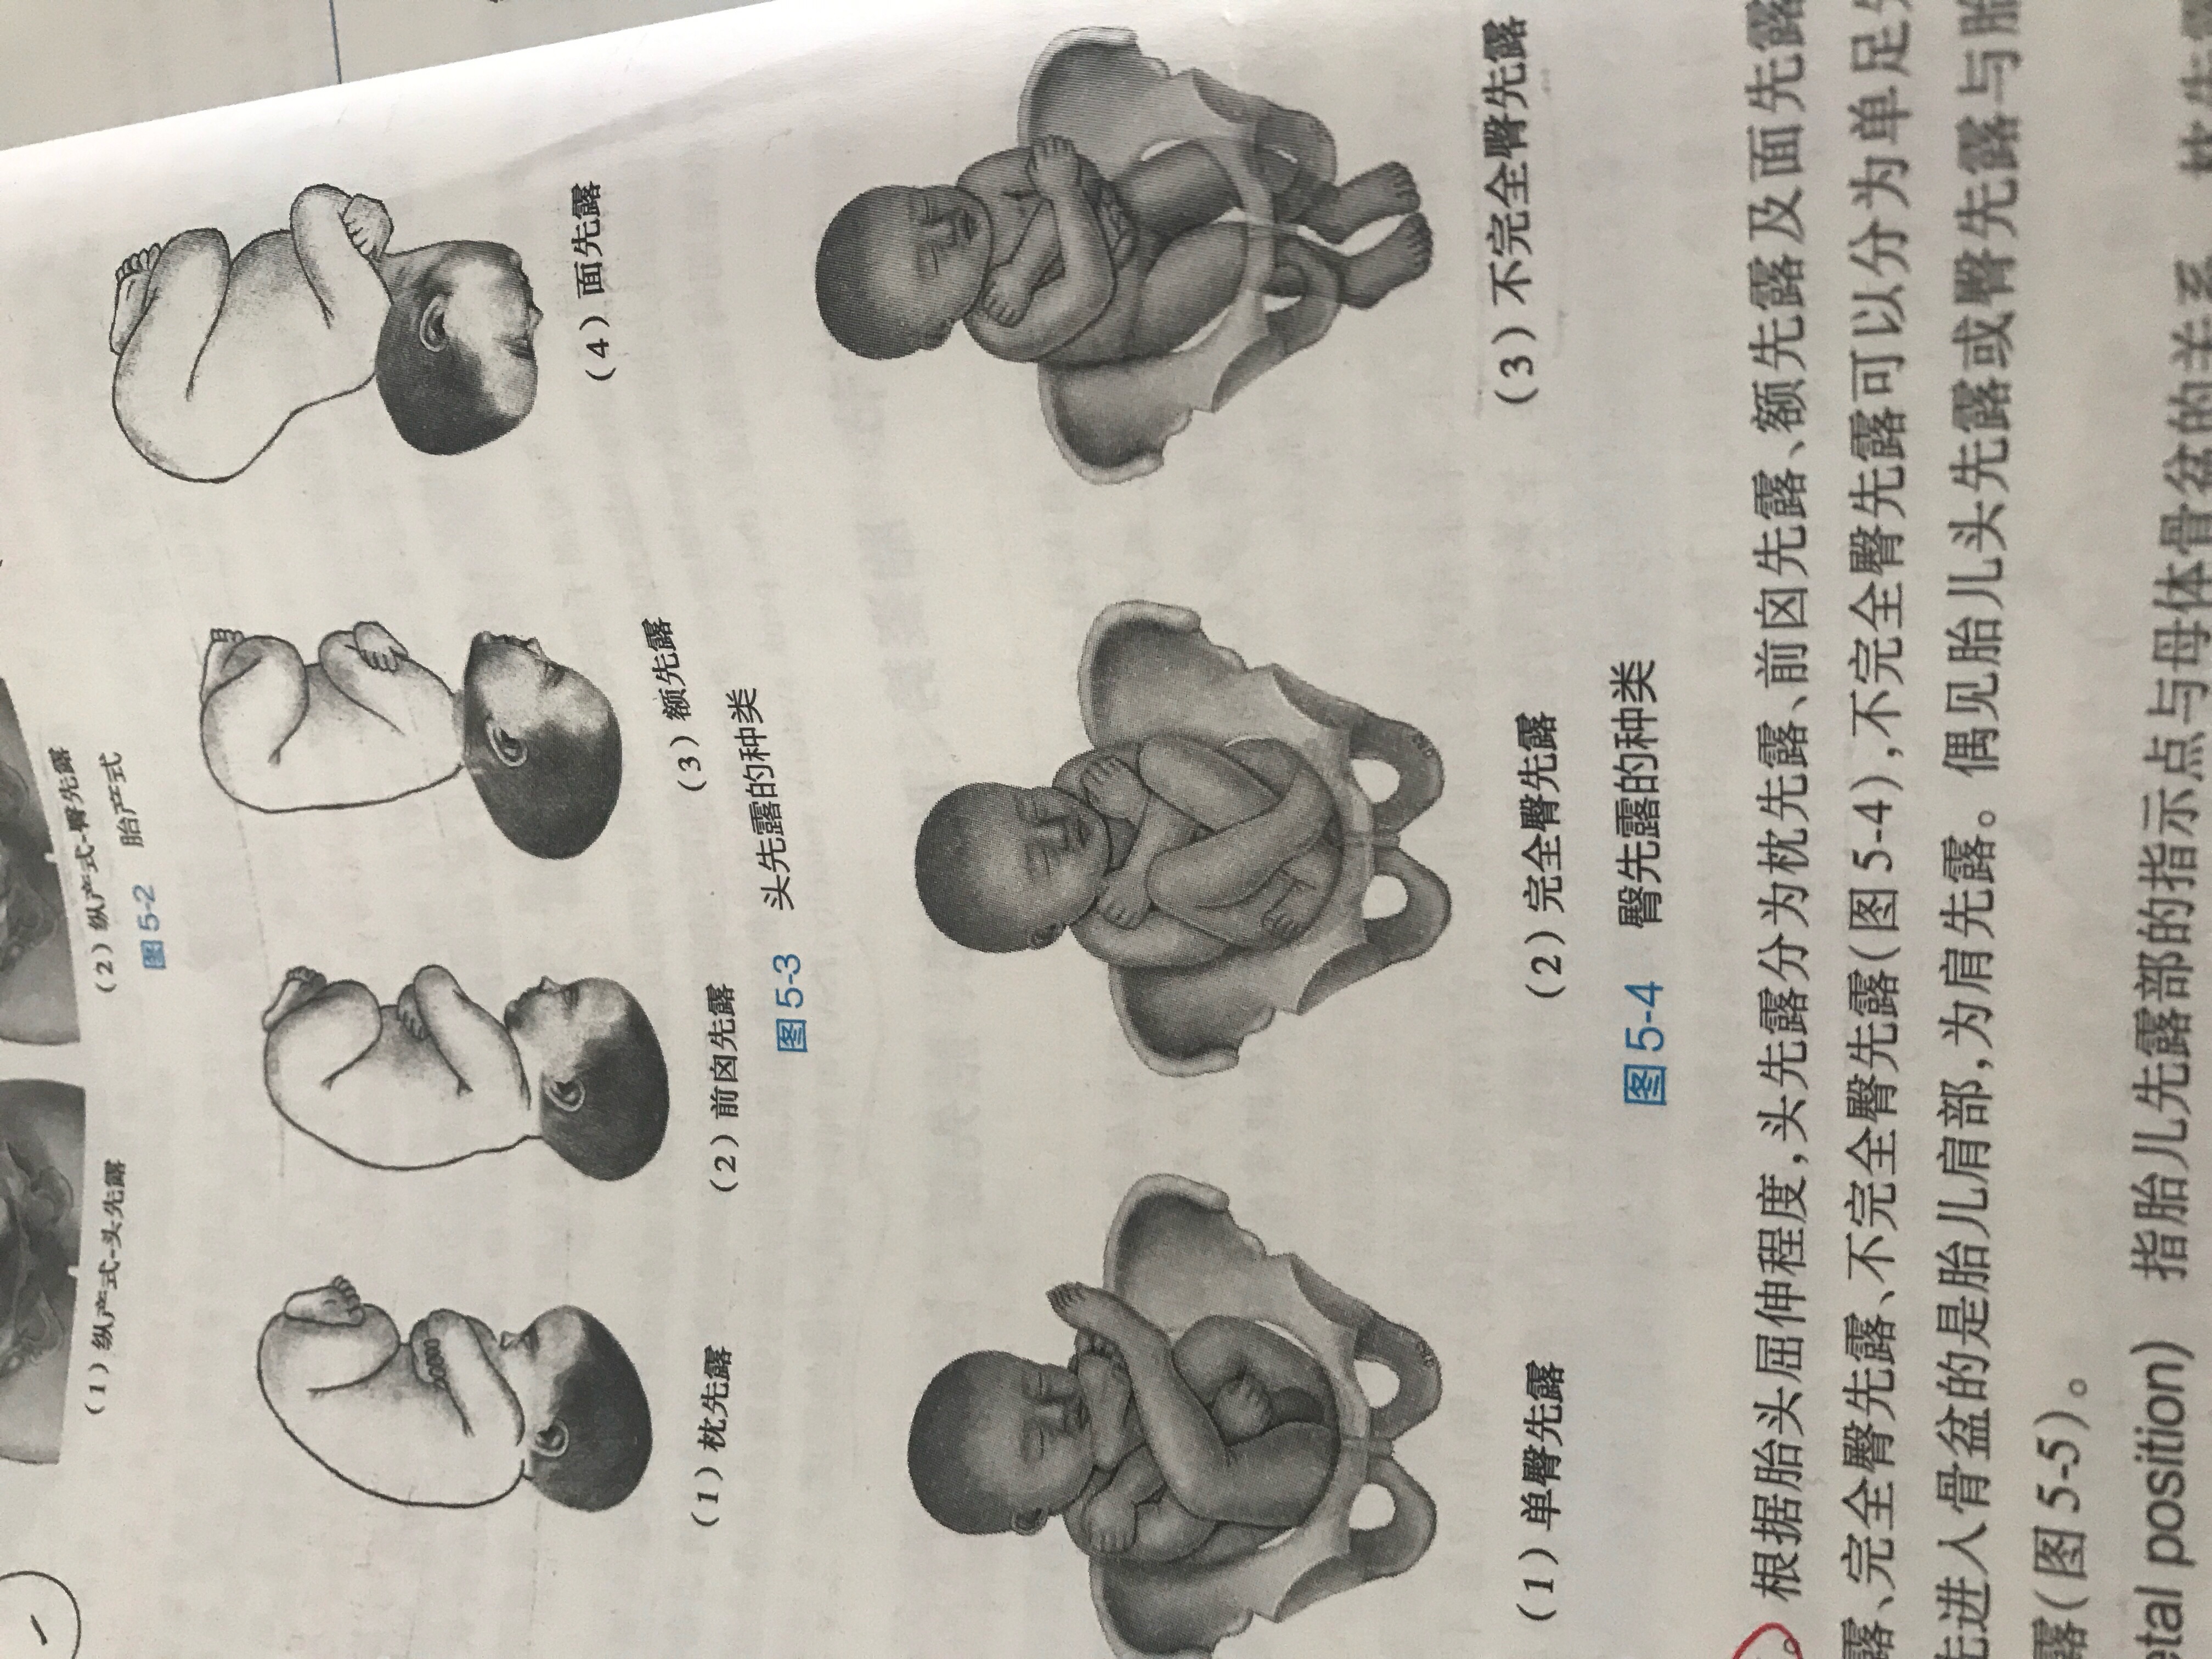 (1) 纵产式-头先露
(2) 纵产式-臀先露
图 5-2 胎产式
(1) 枕先露
(2) 前囟先露
(3) 额先露
(4) 面先露
图 5-3 头先露的种类
(1) 单臀先露
(2) 完全臀先露
(3) 不完全臀先露
图 5-4 臀先露的种类
。根据胎头屈伸程度,头先露分为枕先露、前囟先露、额先露及面先露
露、完全臀先露、不完全臀先露(图 5-4),不完全臀先露可以分为单足先
先进入骨盆的是胎儿肩部,为肩先露。偶见胎儿头先露或臀先露与胎
露(图 5-5)。
etal position) 指胎儿先露部的指示点与母体骨盆的关系